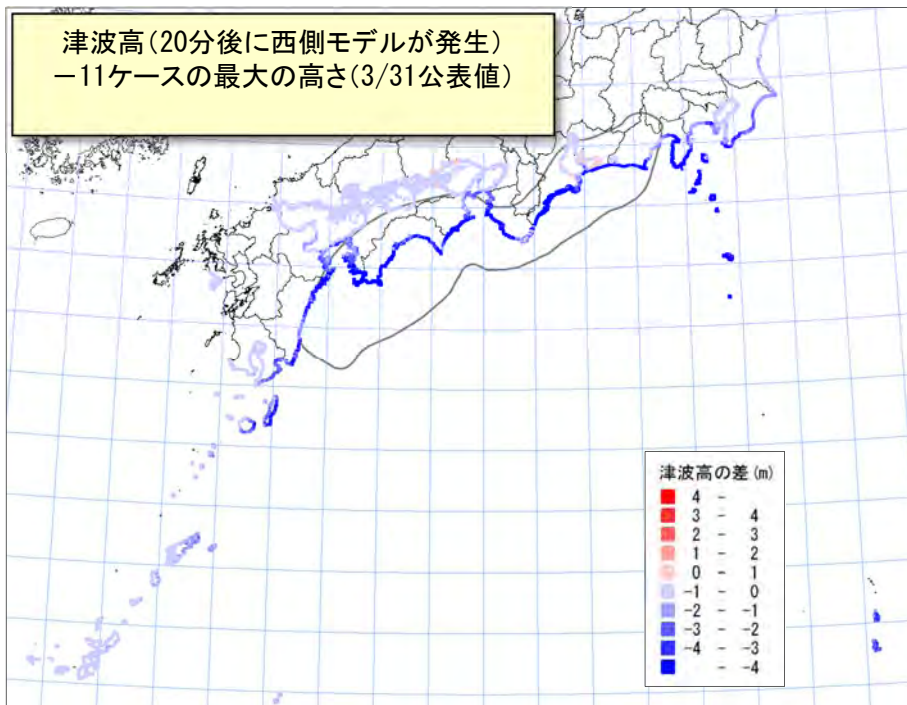 津波高(20分後に西側モデルが発生)
－11ケースの最大の高さ(3/31公表値)
津波高の差(m)
4 -
3 - 4
2 - 3
1 - 2
0 - 1
-1 - 0
-2 - -1
-3 - -2
-4 - -3
- -4